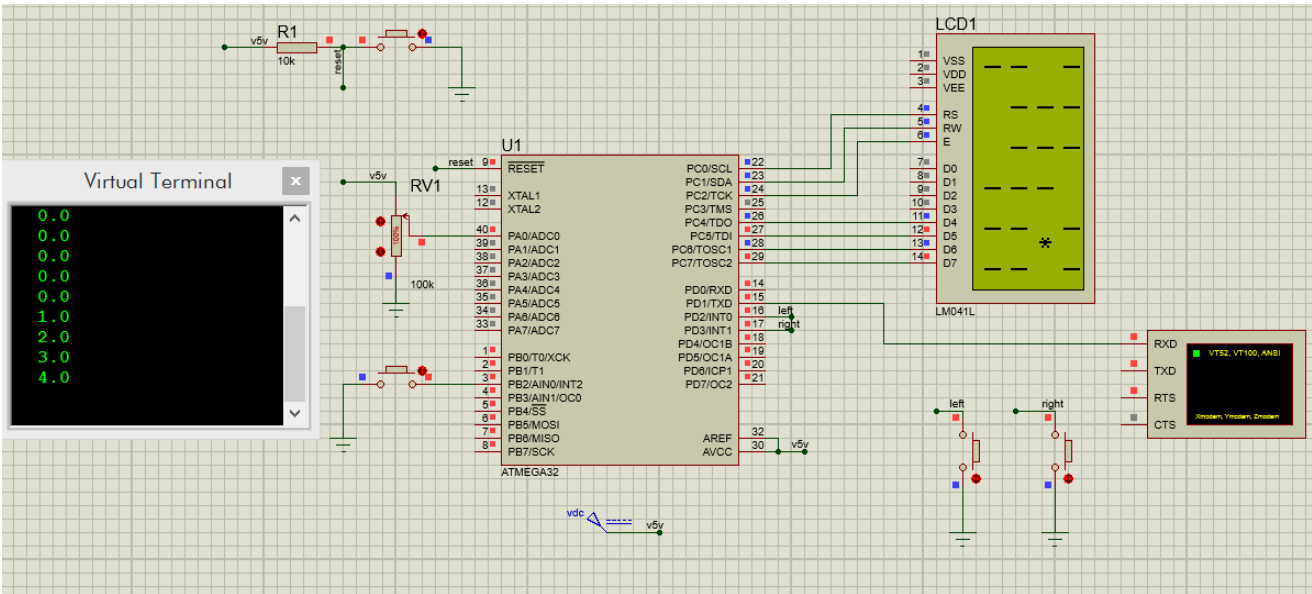 R1
v5v
10k
reset
LCD1
1
VSS
2
VDD
3
VEE
4
RS
5
RW
6
E
7
D0
8
D1
9
D2
10
D3
11
D4
12
D5
13
D6
14
D7
LM041L
Virtual Terminal
x
0.0
0.0
0.0
0.0
0.0
1.0
2.0
3.0
4.0
v5v
RV1
100%
100k
U1
reset 9 RESET
13 XTAL1
12 XTAL2
40 PA0/ADC0
39 PA1/ADC1
38 PA2/ADC2
37 PA3/ADC3
36 PA4/ADC4
35 PA5/ADC5
34 PA6/ADC6
33 PA7/ADC7
1 PB0/T0/XCK
2 PB1/T1
3 PB2/AIN0/INT2
4 PB3/AIN1/OC0
5 PB4/SS
6 PB5/MOSI
7 PB6/MISO
8 PB7/SCK
PC0/SCL 22
PC1/SDA 23
PC2/TCK 24
PC3/TMS 25
PC4/TDO 26
PC5/TDI 27
PC6/TOSC1 28
PC7/TOSC2 29
PD0/RXD 14
PD1/TXD 15
PD2/INT0 16 left
PD3/INT1 17 right
PD4/OC1B 18
PD5/OC1A 19
PD6/ICP1 20
PD7/OC2 21
AREF 32
AVCC 30 v5v
ATMEGA32
vdc
v5v
left
right
RXD
TXD
RTS
CTS
VT52, VT100, ANSI
Xmodem, Ymodem, Zmodem